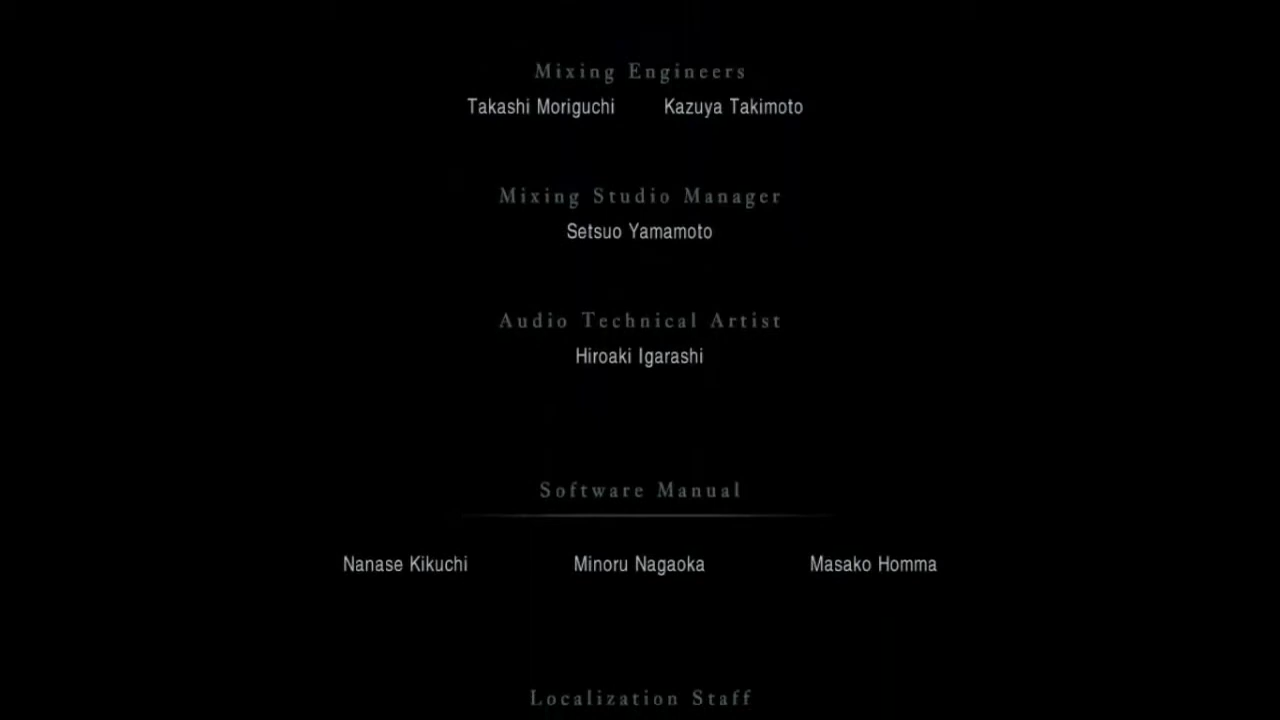 Mixing Engineers
Takashi Moriguchi Kazuya Takimoto
Mixing Studio Manager
Setsuo Yamamoto
Audio Technical Artist
Hiroaki Igarashi
Software Manual
Nanase Kikuchi Minoru Nagaoka Masako Homma
Localization Staff